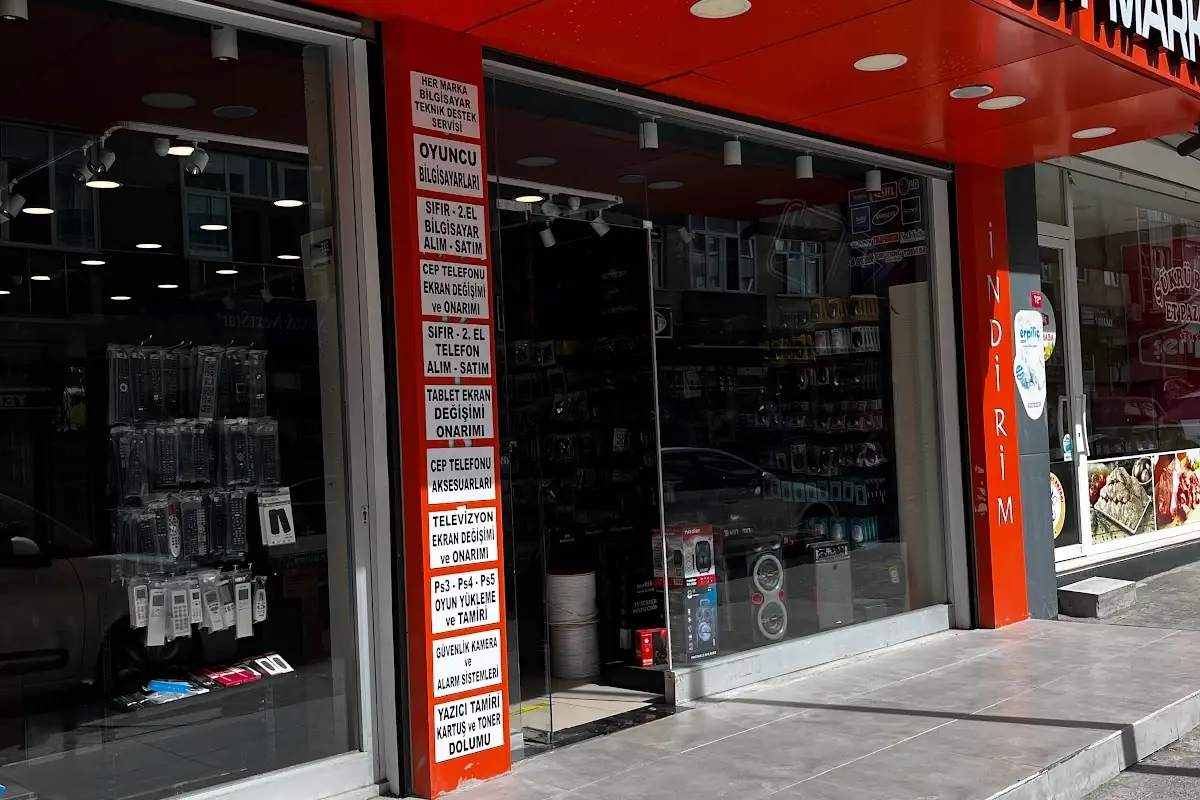 MARK
HER MARKA
BİLGİSAYAR
TEKNİK DESTEK
SERVİSİ
OYUNCU
BİLGİSAYARLARI
SIFIR - 2.EL
BİLGİSAYAR
ALIM - SATIM
CEP TELEFONU
EKRAN DEĞİŞİMİ
ve ONARIMI
SIFIR - 2. EL
TELEFON
ALIM - SATIM
TABLET EKRAN
DEĞİŞİMİ
ONARIMI
CEP TELEFONU
AKSESUARLARI
TELEVİZYON
EKRAN DEĞİŞİMİ
ve ONARIMI
Ps3 - Ps4 - Ps5
OYUN YÜKLEME
ve TAMİRİ
GÜVENLİK KAMERA
ve
ALARM SİSTEMLERİ
YAZICI TAMİRİ
KARTUŞ ve TONER
DOLUMU
İNDİRİM
erpiliç
ŞÜKRÜ
ET PAZ
şen